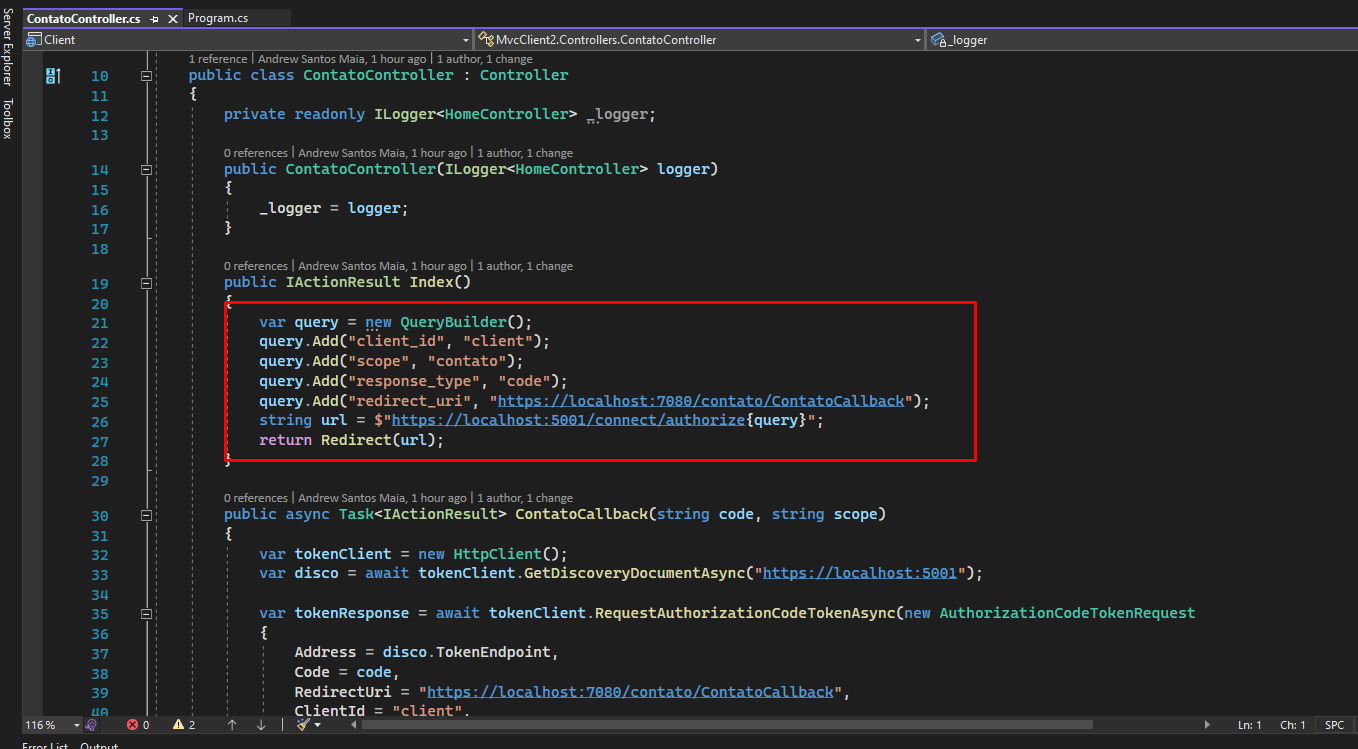 Server Explorer
Toolbox
ContatoController.cs
Program.cs
Client
MvcClient2.Controllers.ContatoController
_logger
1 reference | Andrew Santos Maia, 1 hour ago | 1 author, 1 change
10 public class ContatoController : Controller
11 {
12 private readonly ILogger<HomeController> _logger;
13
0 references | Andrew Santos Maia, 1 hour ago | 1 author, 1 change
14 public ContatoController(ILogger<HomeController> logger)
15 {
16 _logger = logger;
17 }
18
0 references | Andrew Santos Maia, 1 hour ago | 1 author, 1 change
19 public IActionResult Index()
20 {
21 var query = new QueryBuilder();
22 query.Add("client_id", "client");
23 query.Add("scope", "contato");
24 query.Add("response_type", "code");
25 query.Add("redirect_uri", "https://localhost:7080/contato/ContatoCallback");
26 string url = $"https://localhost:5001/connect/authorize{query}";
27 return Redirect(url);
28 }
29
0 references | Andrew Santos Maia, 1 hour ago | 1 author, 1 change
30 public async Task<IActionResult> ContatoCallback(string code, string scope)
31 {
32 var tokenClient = new HttpClient();
33 var disco = await tokenClient.GetDiscoveryDocumentAsync("https://localhost:5001");
34
35 var tokenResponse = await tokenClient.RequestAuthorizationCodeTokenAsync(new AuthorizationCodeTokenRequest
36 {
37 Address = disco.TokenEndpoint,
38 Code = code,
39 RedirectUri = "https://localhost:7080/contato/ContatoCallback",
40 ClientId = "client",
116 % 0 2 Ln: 1 Ch: 1 SPC
Error List Output